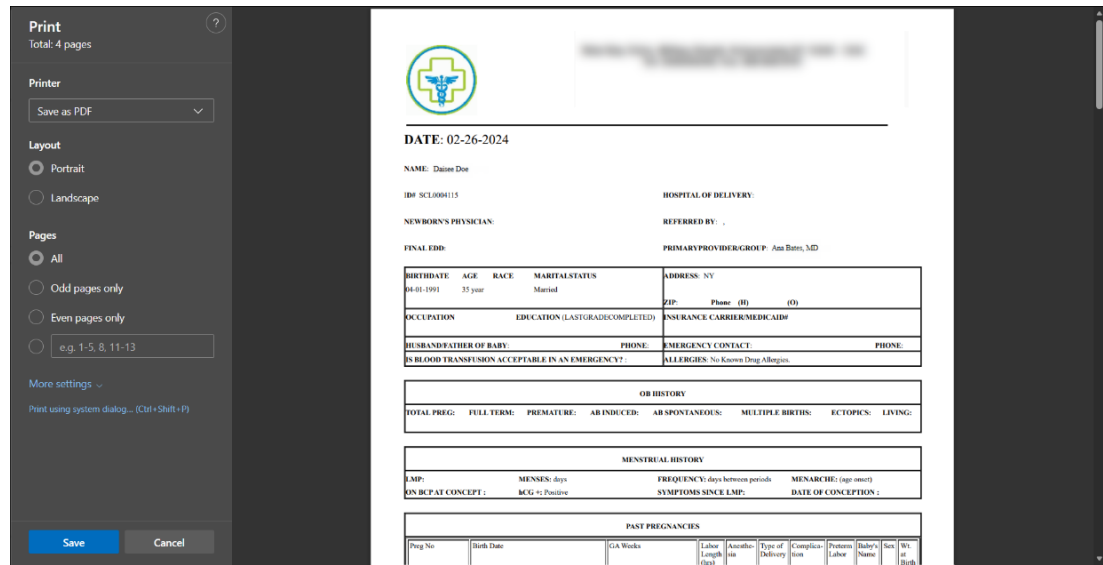 Print
?
Total: 4 pages
Printer
Save as PDF
Layout
Portrait
Landscape
Pages
All
Odd pages only
Even pages only
e.g. 1-5, 8, 11-13
More settings
Print using system dialog... (Ctrl+Shift+P)
Save Cancel
DATE: 02-26-2024
NAME: Daisee Doe
ID# SCL0004115 HOSPITAL OF DELIVERY:
NEWBORN'S PHYSICIAN: REFERRED BY: ,
FINAL EDD: PRIMARYPROVIDER/GROUP: Ana Bates, MD
BIRTHDATE AGE RACE MARITALSTATUS ADDRESS: NY
04-01-1991 35 year Married
ZIP: Phone (H) (O)
OCCUPATION EDUCATION (LASTGRADECOMPLETED) INSURANCE CARRIER/MEDICAID#
HUSBAND/FATHER OF BABY: PHONE: EMERGENCY CONTACT: PHONE:
IS BLOOD TRANSFUSION ACCEPTABLE IN AN EMERGENCY? : ALLERGIES: No Known Drug Allergies.
OB HISTORY
TOTAL PREG: FULL TERM: PREMATURE: AB INDUCED: AB SPONTANEOUS: MULTIPLE BIRTHS: ECTOPICS: LIVING:
MENSTRUAL HISTORY
LMP: MENSES: days FREQUENCY: days between periods MENARCHE: (age onset)
ON BCP AT CONCEPT : hCG +: Positive SYMPTOMS SINCE LMP: DATE OF CONCEPTION :
PAST PREGNANCIES
Preg No Birth Date GA Weeks Labor Length (hrs) Anesthe-sia Type of Delivery Complica-tion Preterm Labor Baby's Name Sex Wt. at Birth